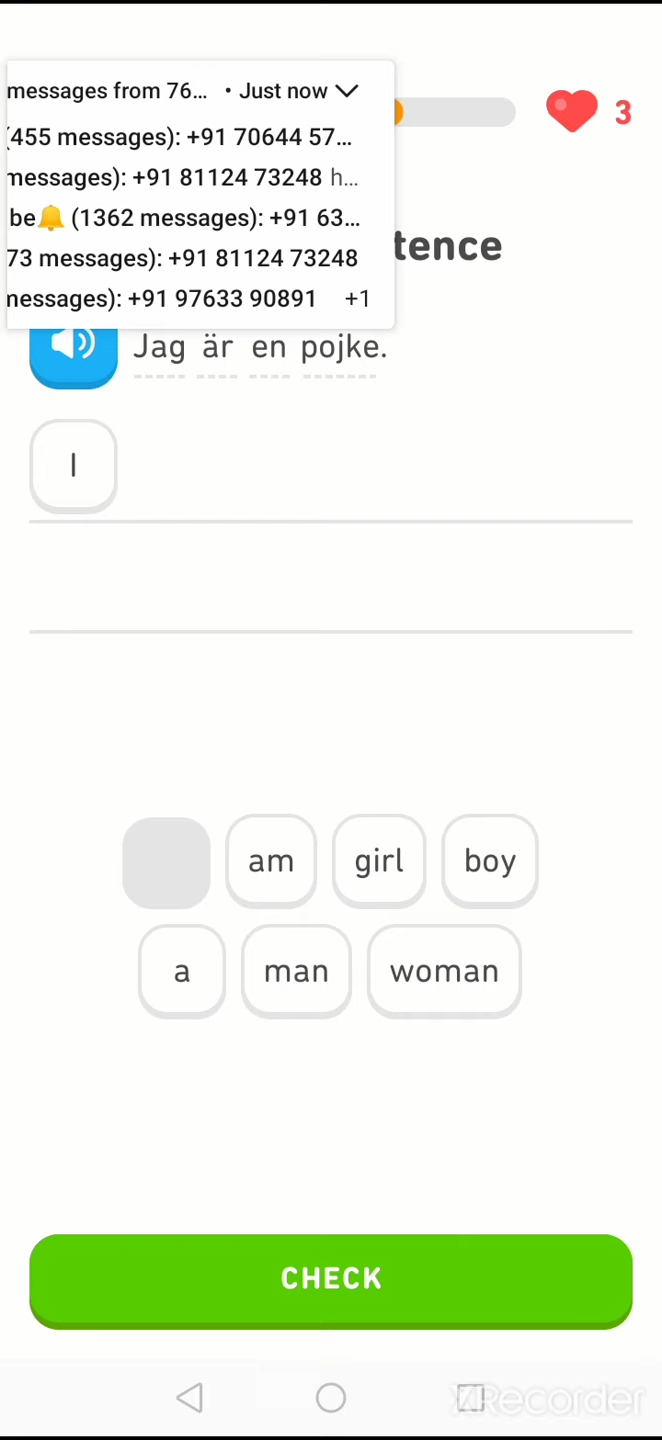 messages from 76... • Just now
(455 messages): +91 70644 57...
messages): +91 81124 73248 h...
be🔔 (1362 messages): +91 63...
73 messages): +91 81124 73248
messages): +91 97633 90891 +1
3
tence
Jag är en pojke.
I
am girl boy
a man woman
CHECK
XRecorder